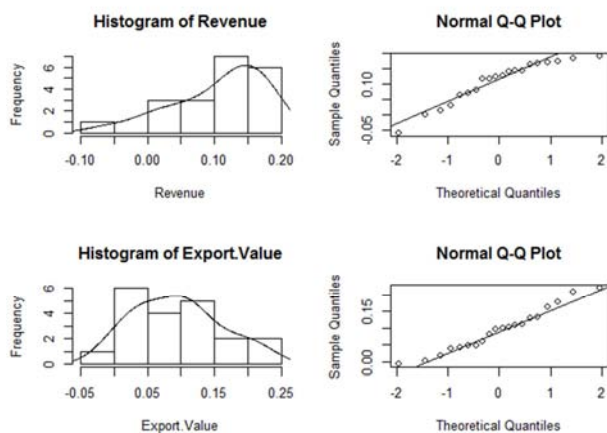 Histogram of Revenue
Frequency
0 2 4 6
-0.10 0.00 0.10 0.20
Revenue
Normal Q-Q Plot
Sample Quantiles
-0.05 0.10
-2 -1 0 1 2
Theoretical Quantiles
Histogram of Export.Value
Frequency
0 2 4 6
-0.05 0.05 0.15 0.25
Export.Value
Normal Q-Q Plot
Sample Quantiles
0.00 0.15
-2 -1 0 1 2
Theoretical Quantiles